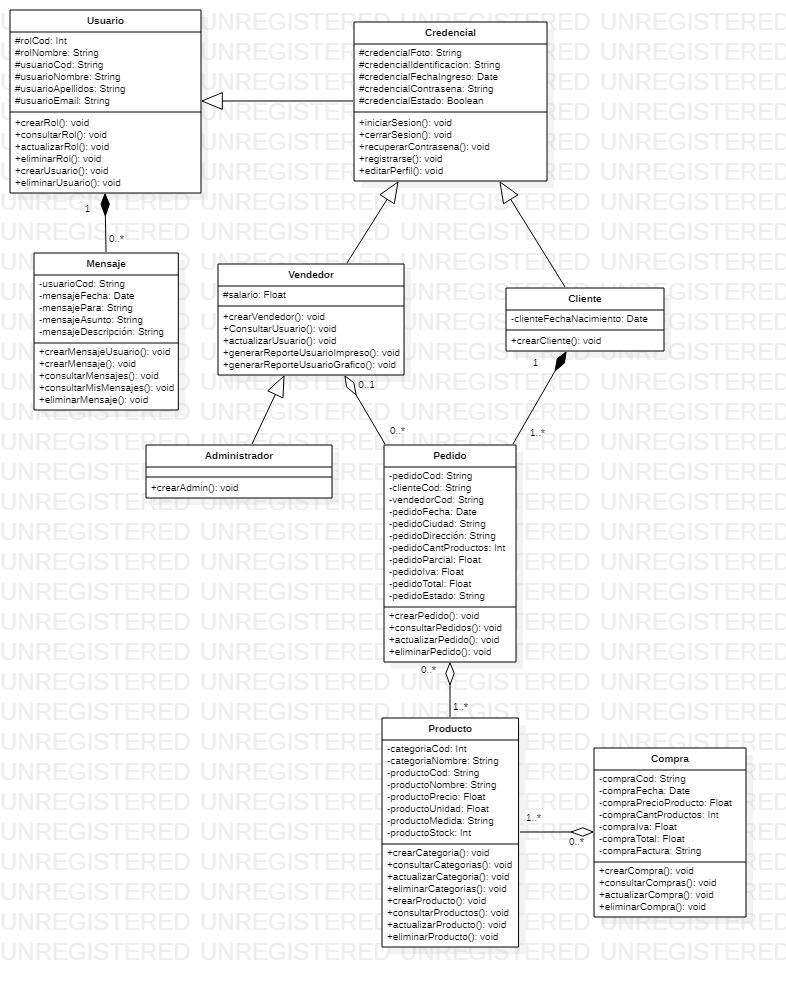 Usuario
#rolCod: Int
#rolNombre: String
#usuarioCod: String
#usuarioNombre: String
#usuarioApellidos: String
#usuarioEmail: String
+crearRol(): void
+consultarRol(): void
+actualizarRol(): void
+eliminarRol(): void
+crearUsuario(): void
+eliminarUsuario(): void
Credencial
#credencialFoto: String
#credencialIdentificacion: String
#credencialFechaIngreso: Date
#credencialContrasena: String
#credencialEstado: Boolean
+iniciarSesion(): void
+cerrarSesion(): void
+recuperarContrasena(): void
+registrarse(): void
+editarPerfil(): void
1
0..*
Mensaje
-usuarioCod: String
-mensajeFecha: Date
-mensajePara: String
-mensajeAsunto: String
-mensajeDescripción: String
+crearMensajeUsuario(): void
+crearMensaje(): void
+consultarMensajes(): void
+consultarMisMensajes(): void
+eliminarMensaje(): void
Vendedor
#salario: Float
+crearVendedor(): void
+ConsultarUsuario(): void
+actualizarUsuario(): void
+generarReporteUsuarioImpreso(): void
+generarReporteUsuarioGrafico(): void
Cliente
-clienteFechaNacimiento: Date
+crearCliente(): void
0..1
0..*
1
1..*
Administrador
+crearAdmin(): void
Pedido
-pedidoCod: String
-clienteCod: String
-vendedorCod: String
-pedidoFecha: Date
-pedidoCiudad: String
-pedidoDirección: String
-pedidoCantProductos: Int
-pedidoParcial: Float
-pedidoIva: Float
-pedidoTotal: Float
-pedidoEstado: String
+crearPedido(): void
+consultarPedidos(): void
+actualizarPedido(): void
+eliminarPedido(): void
0..*
1..*
Producto
-categoriaCod: Int
-categoriaNombre: String
-productoCod: String
-productoNombre: String
-productoPrecio: Float
-productoUnidad: Float
-productoMedida: String
-productoStock: Int
+crearCategoria(): void
+consultarCategorias(): void
+actualizarCategoria(): void
+eliminarCategorias(): void
+crearProducto(): void
+consultarProductos(): void
+actualizarProducto(): void
+eliminarProducto(): void
1..*
0..*
Compra
-compraCod: String
-compraFecha: Date
-compraPrecioProducto: Float
-compraCantProductos: Int
-compraIva: Float
-compraTotal: Float
-compraFactura: String
+crearCompra(): void
+consultarCompras(): void
+actualizarCompra(): void
+eliminarCompra(): void
UNREGISTERED